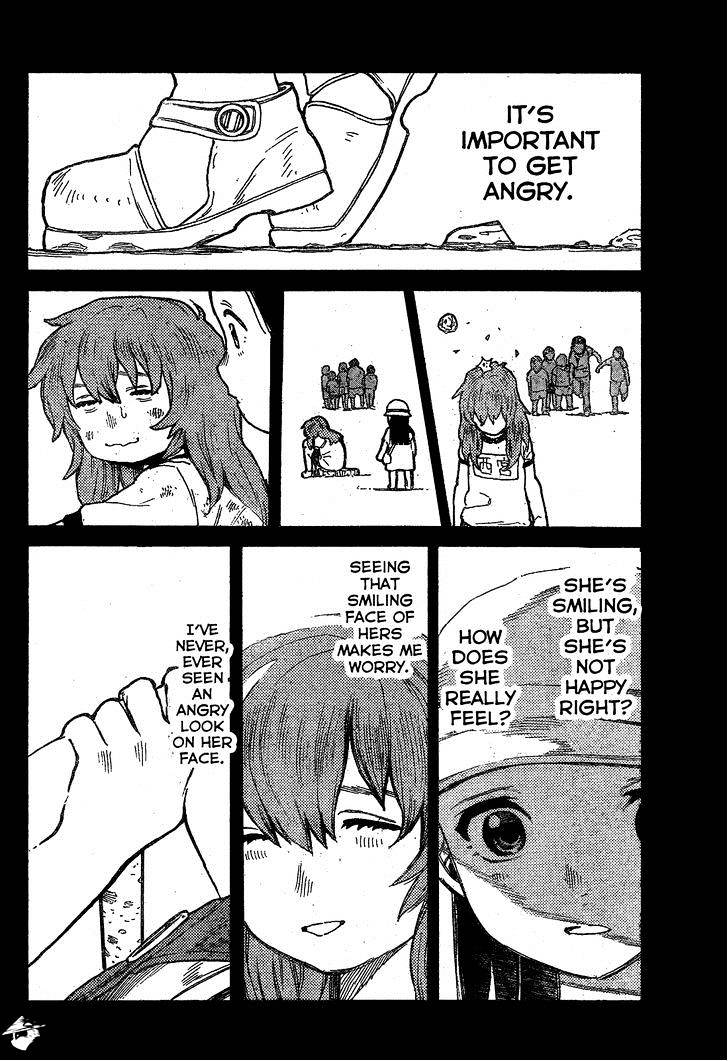 IT'S
IMPORTANT
TO GET
ANGRY.
SHE'S
SMILING,
BUT
SHE'S
NOT
HAPPY,
RIGHT?
HOW
DOES
SHE
REALLY
FEEL?
SEEING
THAT
SMILING
FACE OF
HERS
MAKES ME
WORRY.
I'VE
NEVER,
EVER
SEEN
AN
ANGRY
LOOK
ON HER
FACE.